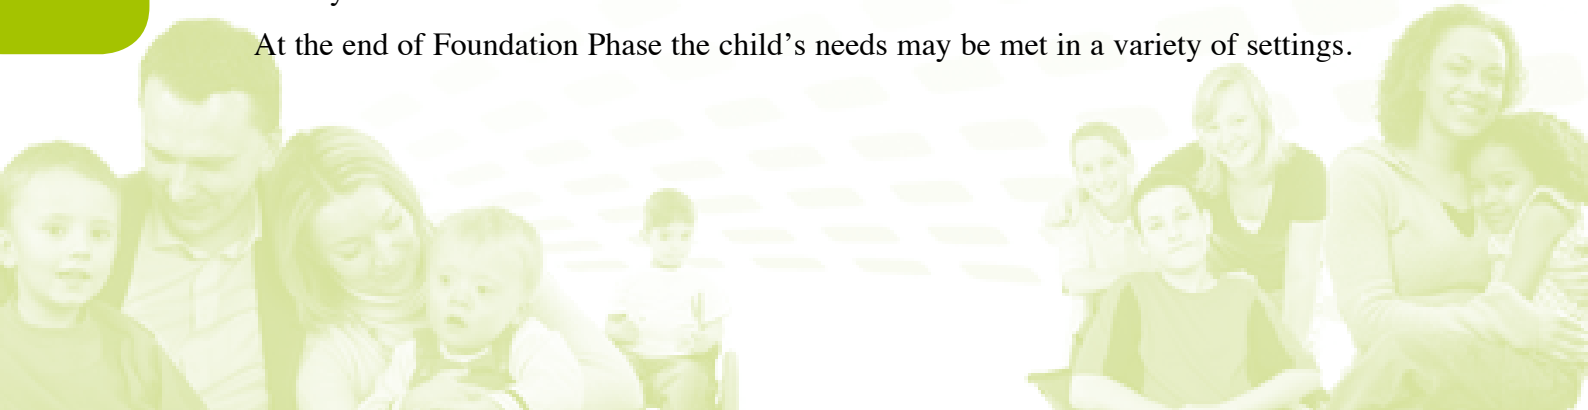 At the end of Foundation Phase the child’s needs may be met in a variety of settings.